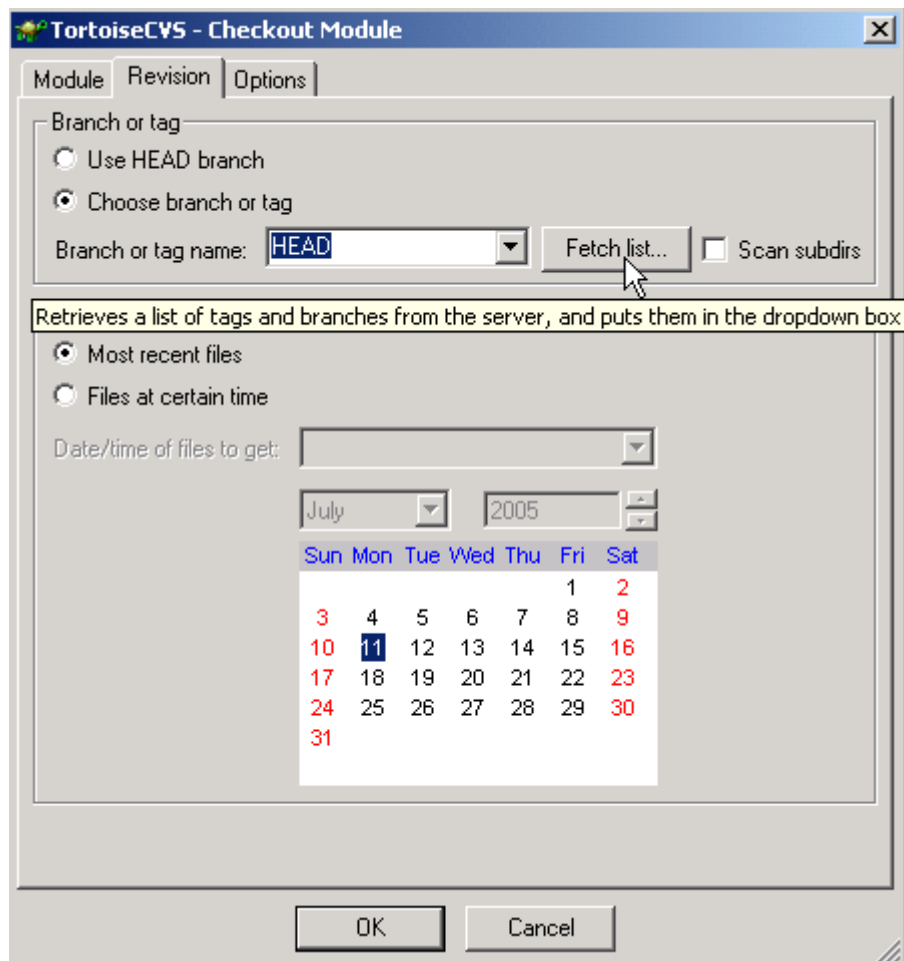 TortoiseCVS - Checkout Module
Module Revision Options
Branch or tag
Use HEAD branch
Choose branch or tag
Branch or tag name: HEAD Fetch list... Scan subdirs
Retrieves a list of tags and branches from the server, and puts them in the dropdown box
Most recent files
Files at certain time
Date/time of files to get:
July 2005
Sun Mon Tue Wed Thu Fri Sat
1 2
3 4 5 6 7 8 9
10 11 12 13 14 15 16
17 18 19 20 21 22 23
24 25 26 27 28 29 30
31
OK Cancel